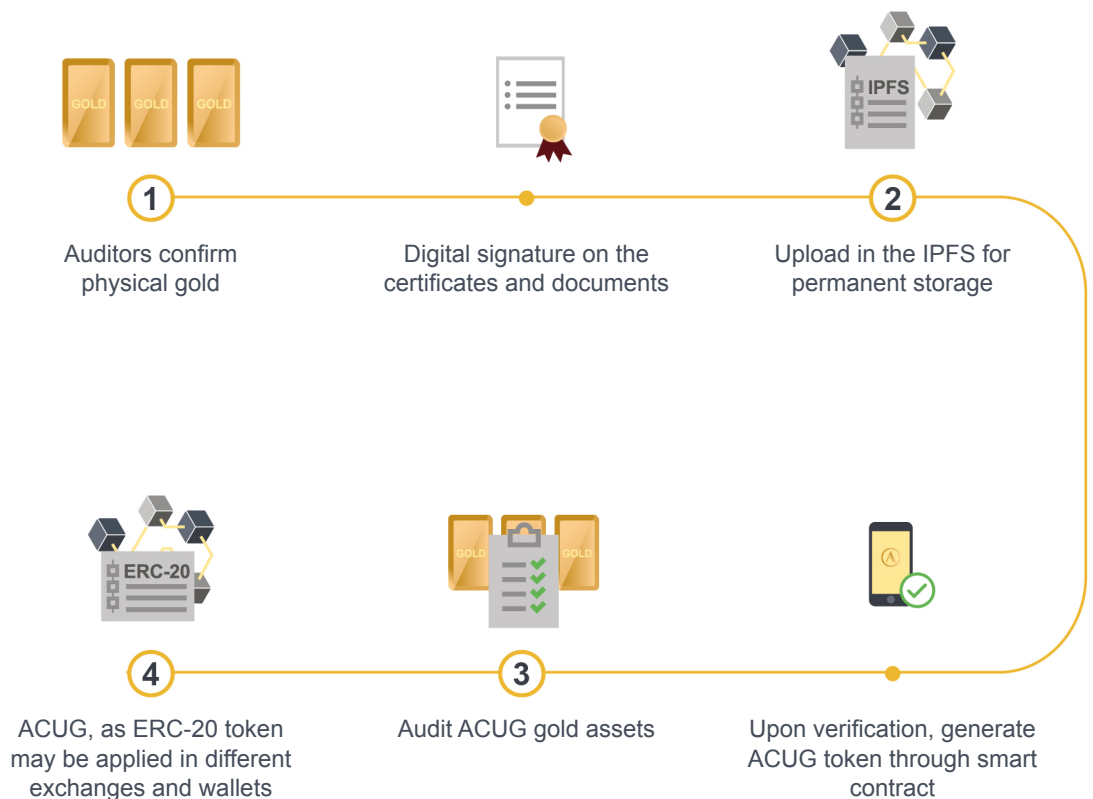 GOLD GOLD GOLD
1
Auditors confirm
physical gold
Digital signature on the
certificates and documents
IPFS
2
Upload in the IPFS for
permanent storage
ERC-20
4
ACUG, as ERC-20 token
may be applied in different
exchanges and wallets
GOLD GOLD
3
Audit ACUG gold assets
Upon verification, generate
ACUG token through smart
contract